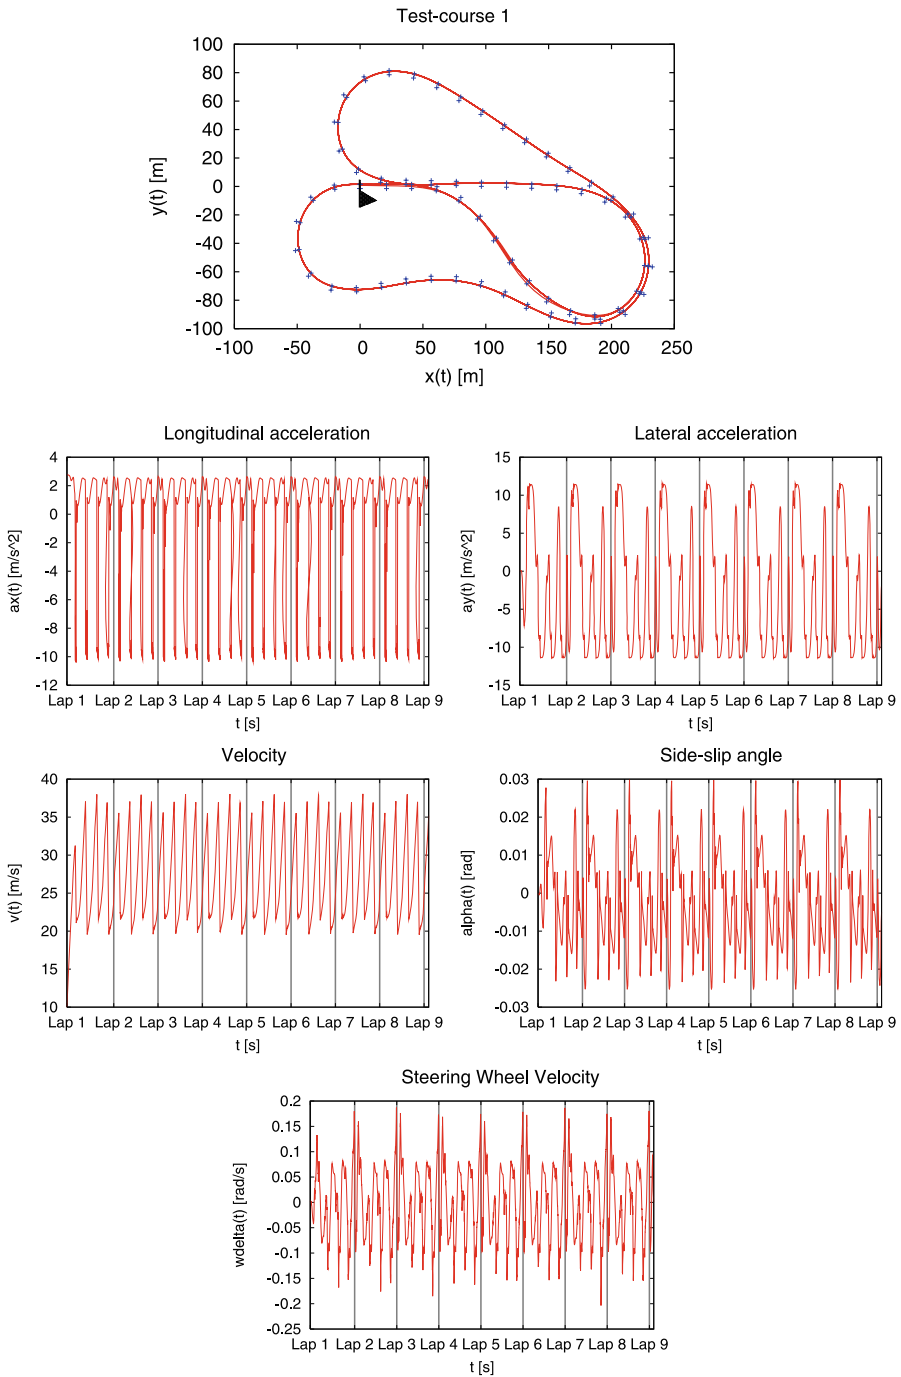 Test-course 1
100
80
60
40
20
0
-20
-40
-60
-80
-100
y(t) [m]
-100 -50 0 50 100 150 200 250
x(t) [m]
Longitudinal acceleration
4
2
0
-2
-4
-6
-8
-10
-12
ax(t) [m/s^2]
Lap 1 Lap 2 Lap 3 Lap 4 Lap 5 Lap 6 Lap 7 Lap 8 Lap 9
t [s]
Lateral acceleration
15
10
5
0
-5
-10
-15
ay(t) [m/s^2]
Lap 1 Lap 2 Lap 3 Lap 4 Lap 5 Lap 6 Lap 7 Lap 8 Lap 9
t [s]
Velocity
40
35
30
25
20
15
10
v(t) [m/s]
Lap 1 Lap 2 Lap 3 Lap 4 Lap 5 Lap 6 Lap 7 Lap 8 Lap 9
t [s]
Side-slip angle
0.03
0.02
0.01
0
-0.01
-0.02
-0.03
alpha(t) [rad]
Lap 1 Lap 2 Lap 3 Lap 4 Lap 5 Lap 6 Lap 7 Lap 8 Lap 9
t [s]
Steering Wheel Velocity
0.2
0.15
0.1
0.05
0
-0.05
-0.1
-0.15
-0.2
-0.25
wdelta(t) [rad/s]
Lap 1 Lap 2 Lap 3 Lap 4 Lap 5 Lap 6 Lap 7 Lap 8 Lap 9
t [s]